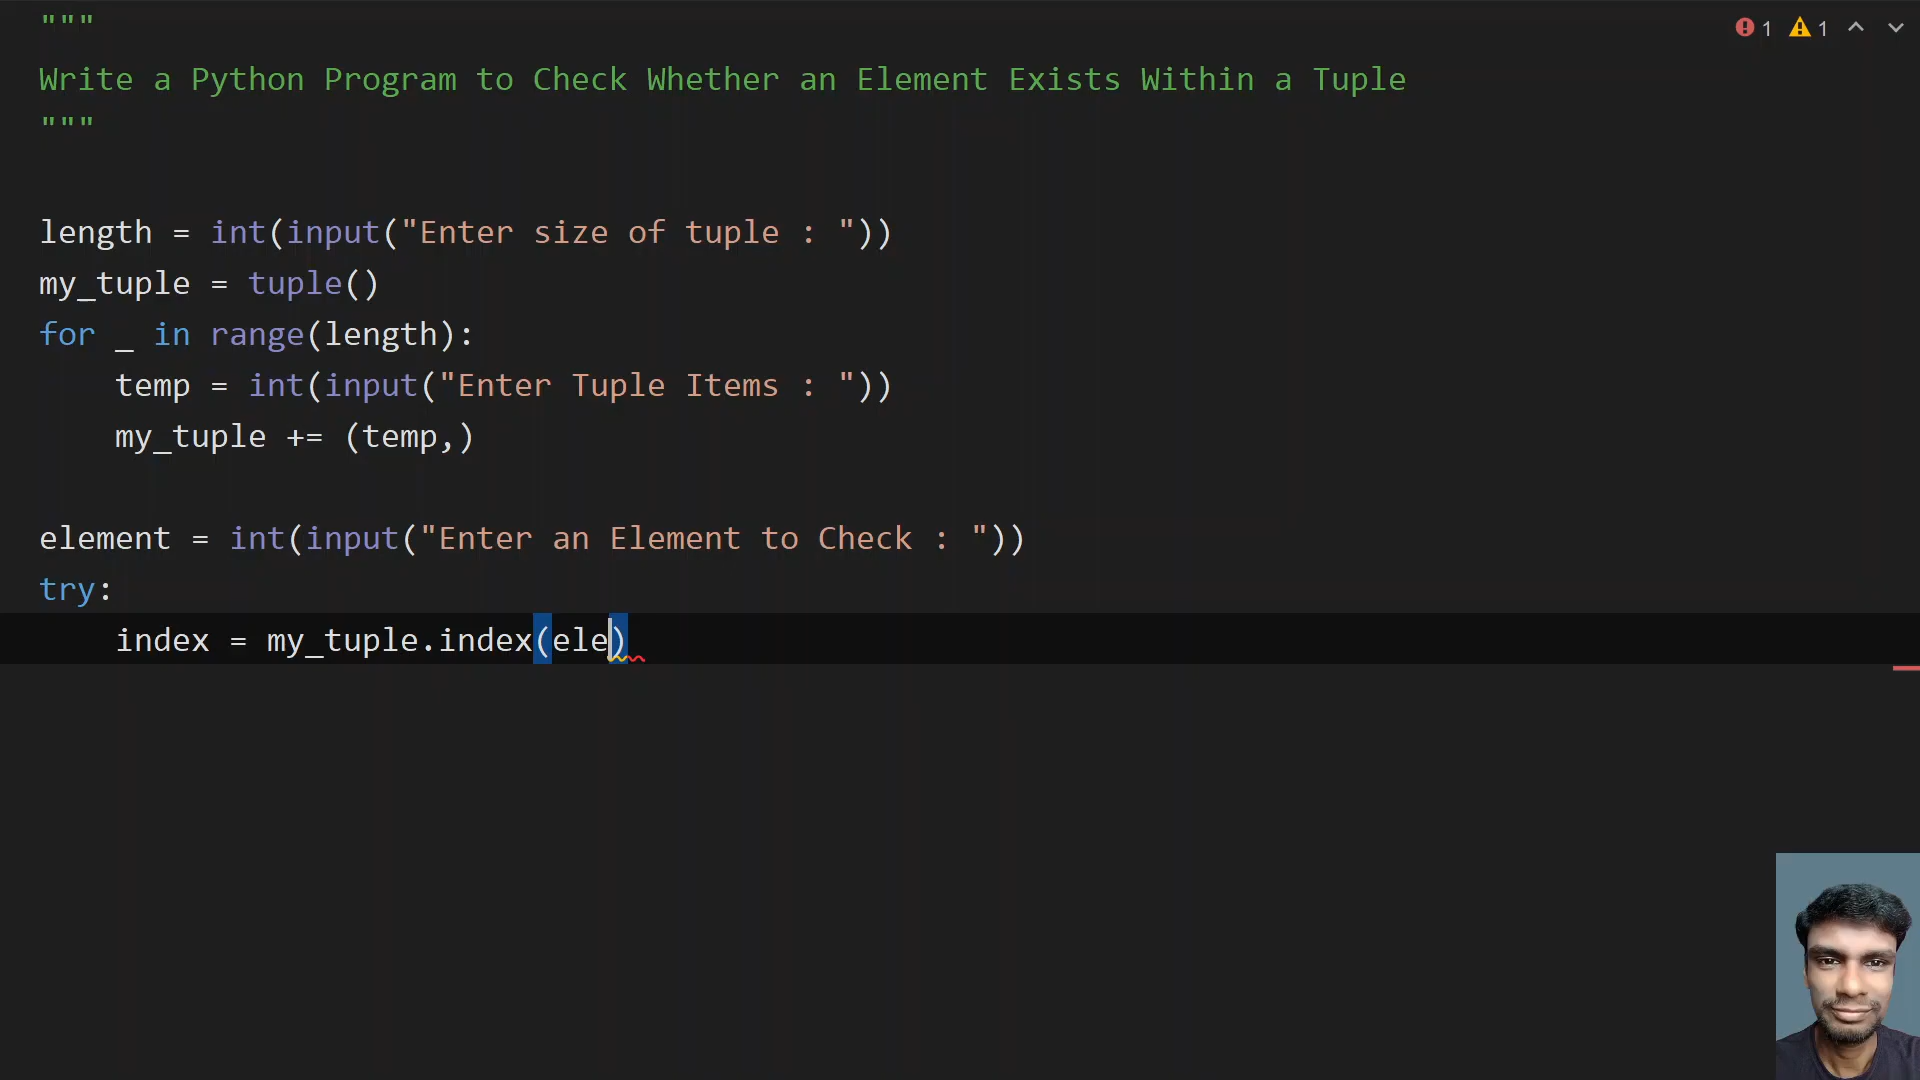 """
1 1
Write a Python Program to Check Whether an Element Exists Within a Tuple
"""
length = int(input("Enter size of tuple : "))
my_tuple = tuple()
for _ in range(length):
    temp = int(input("Enter Tuple Items : "))
    my_tuple += (temp,)
element = int(input("Enter an Element to Check : "))
try:
    index = my_tuple.index(ele)